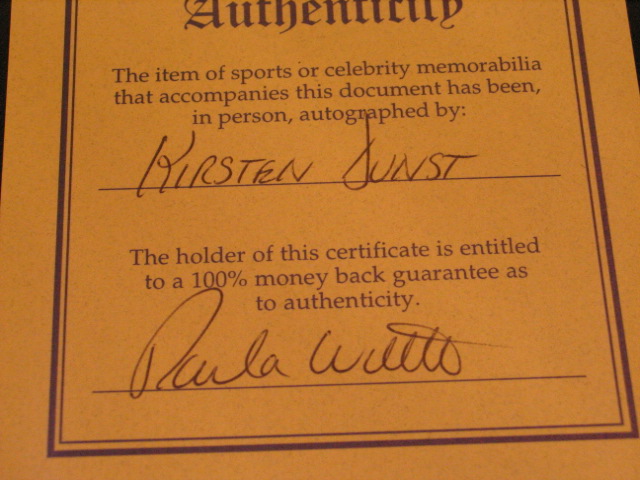 Authenticity
The item of sports or celebrity memorabilia
that accompanies this document has been,
in person, autographed by:
KIRSTEN DUNST
The holder of this certificate is entitled
to a 100% money back guarantee as
to authenticity.
Paula